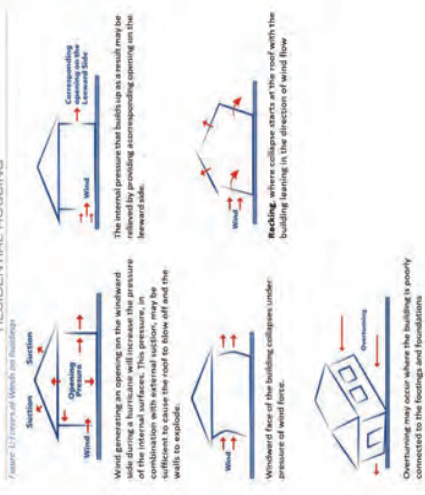 RESIDENTIAL HOUSING
Figure 1: Forces of Winds on Buildings
Suction
Suction
Opening
Pressure
Wind
Wind generating an opening on the windward
side during a hurricane will increase the pressure
of the internal surfaces. This pressure, in
combination with external suction, may be
sufficient to cause the roof to blow off and the
walls to explode.
Corresponding
opening on the
Leeward Side
Wind
The internal pressure that builds up as a result may be
relieved by providing a corresponding opening on the
leeward side.
Wind
Windward face of the building collapses under
pressure of wind force.
Wind
Racking, where collapse starts at the roof with the
building leaning in the direction of wind flow
Overturning
Overturning may occur where the building is poorly
connected to the footings and foundations